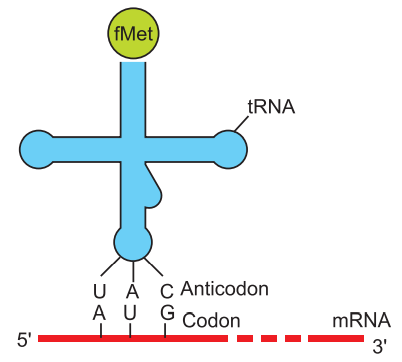 fMet
tRNA
U A C Anticodon
A U G Codon
mRNA
5' 3'